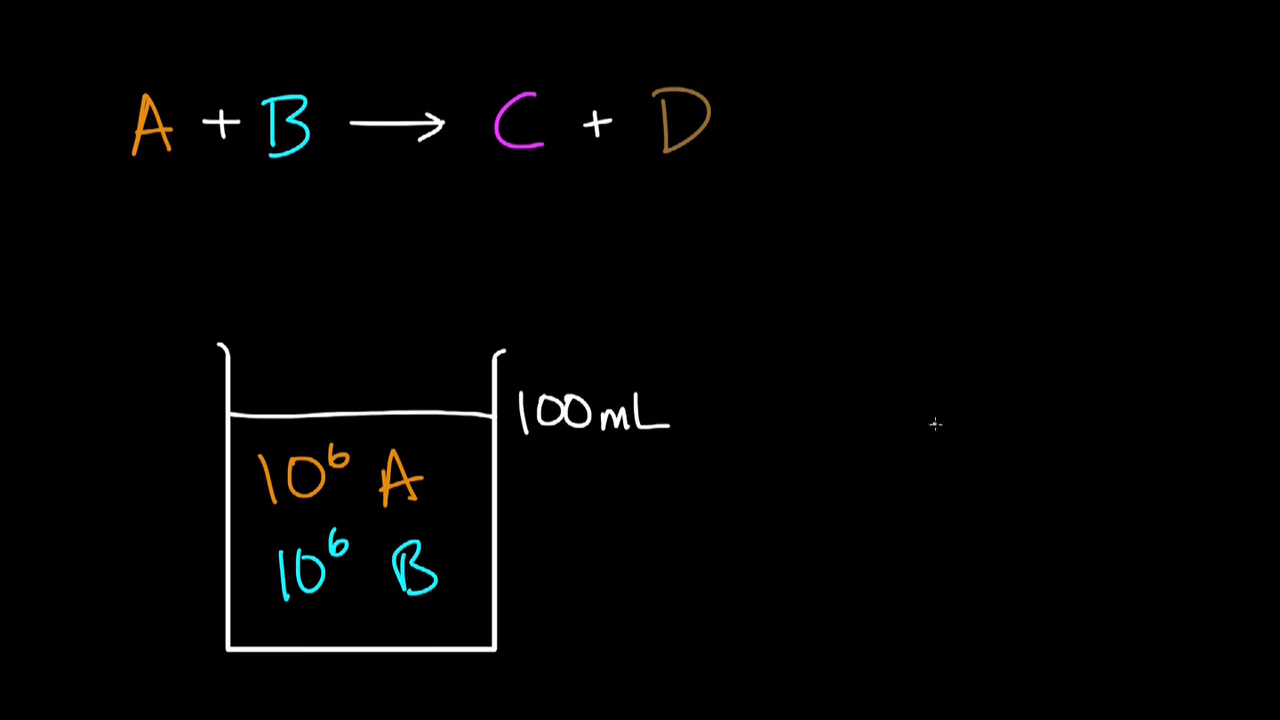 A + B → C + D
100mL
10⁶ A
10⁶ B